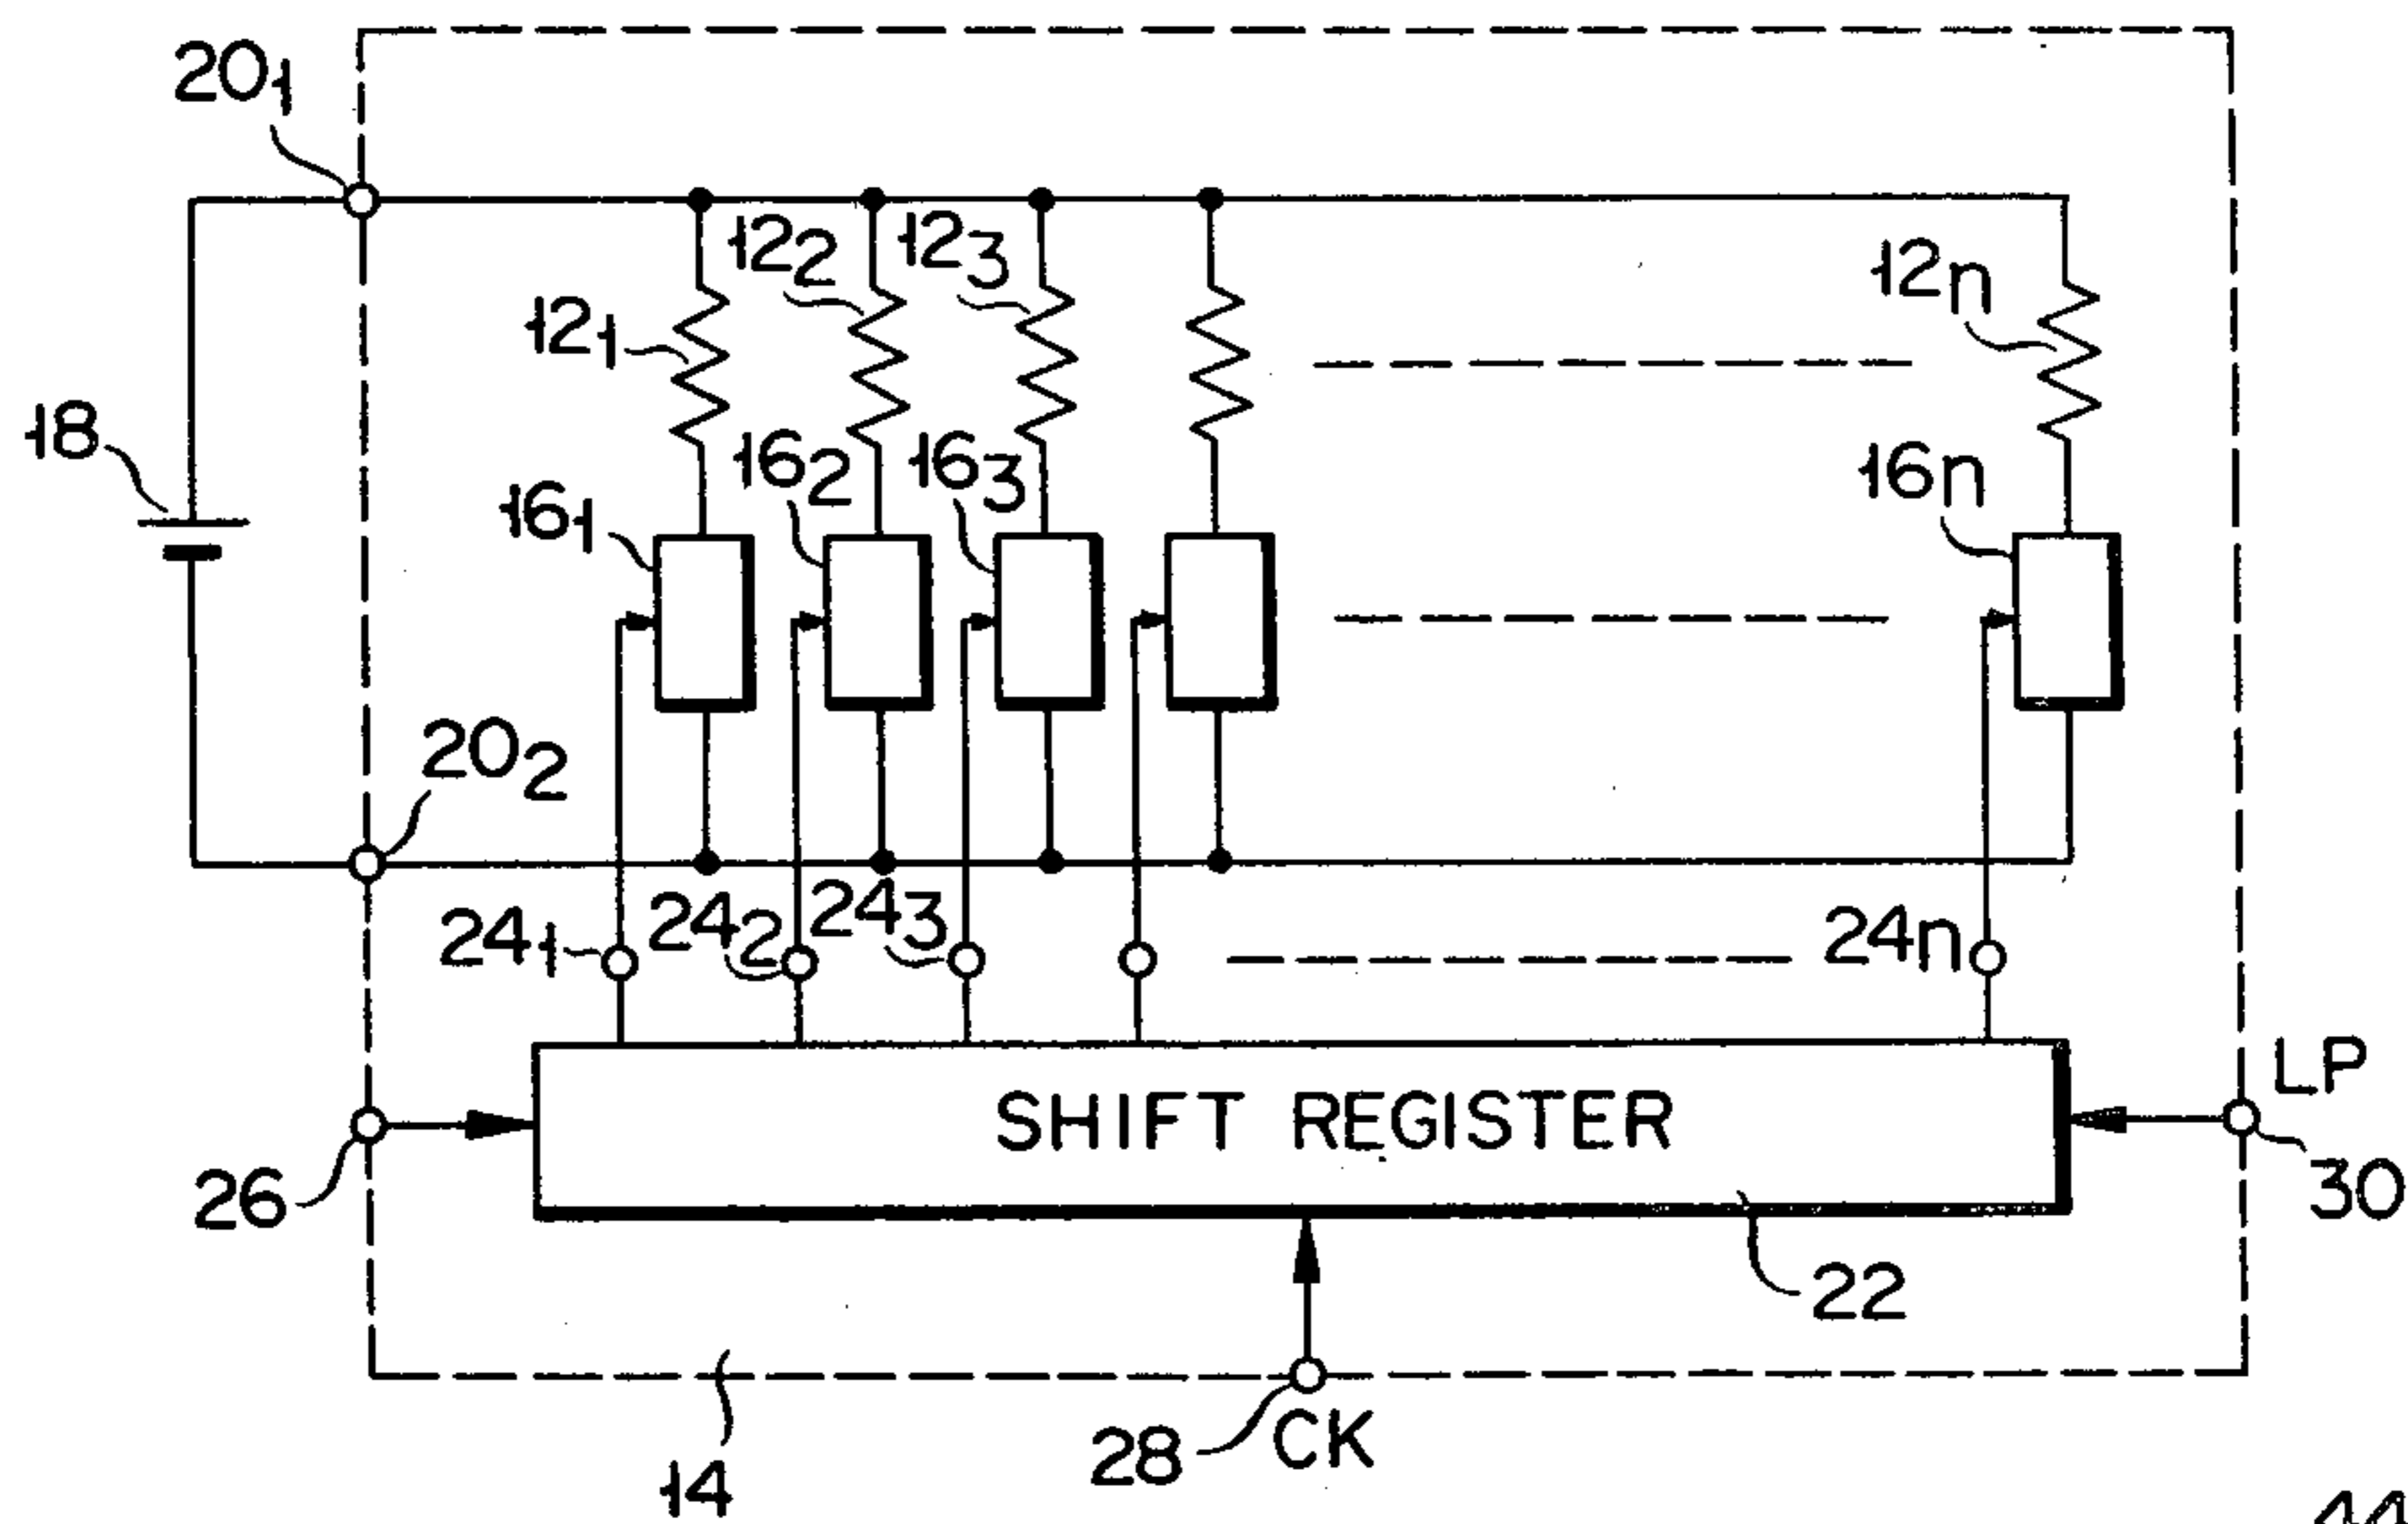 20₁
12₂ 12₃ 12n
12₁
18
16₂ 16₃ 16n
16₁
20₂
24₁ 24₂ 24₃ 24n
LP
SHIFT REGISTER
26
30
22
28 CK
14